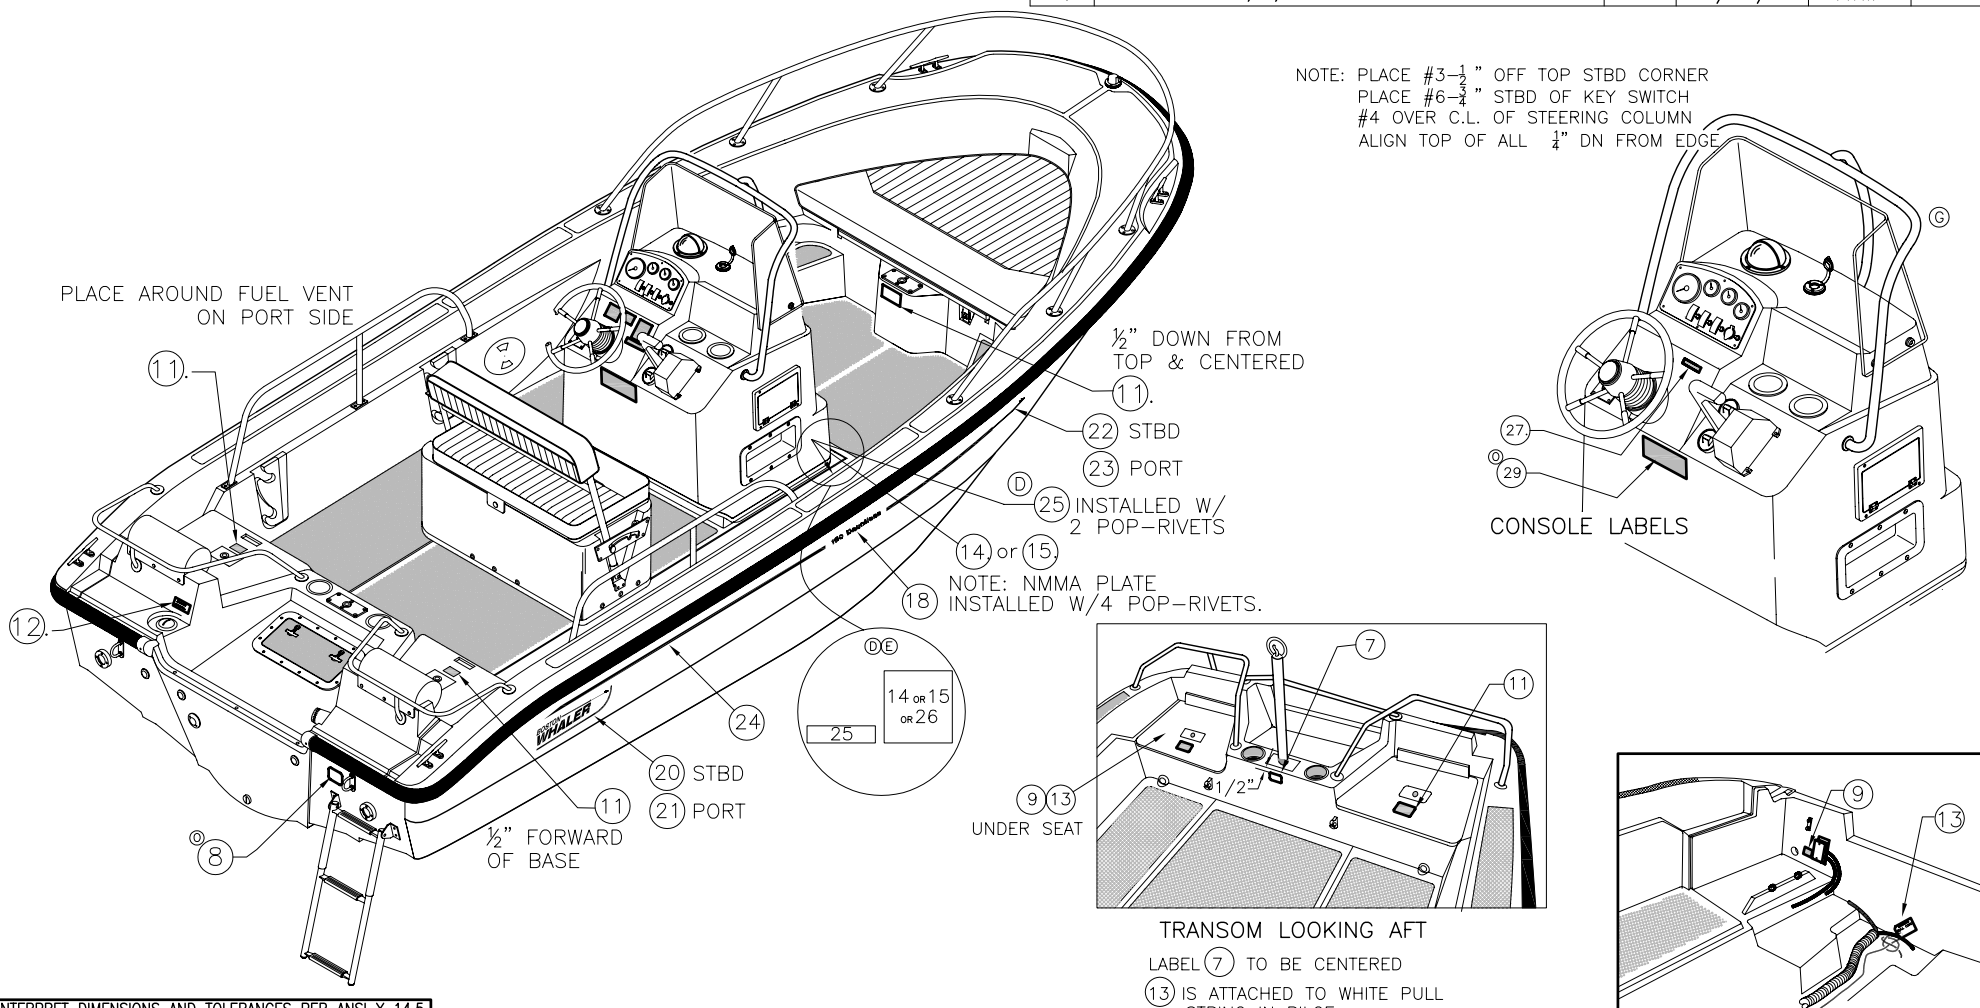 NOTE: PLACE #3-1/2" OFF TOP STBD CORNER
PLACE #6-3/4" STBD OF KEY SWITCH
#4 OVER C.L. OF STEERING COLUMN
ALIGN TOP OF ALL 1/4" DN FROM EDGE
G
PLACE AROUND FUEL VENT
ON PORT SIDE
11.
½" DOWN FROM
TOP & CENTERED
11.
22 STBD
23 PORT
D
25 INSTALLED W/
2 POP-RIVETS
14. or 15.
NOTE: NMMA PLATE
INSTALLED W/4 POP-RIVETS.
18
27.
O
29
CONSOLE LABELS
12.
D E
14 OR 15
OR 26
25
24
BOSTON
WHALER
20 STBD
21 PORT
11
½" FORWARD
OF BASE
O
8
7
11
1/2"
9 13
UNDER SEAT
TRANSOM LOOKING AFT
LABEL 7 TO BE CENTERED
13 IS ATTACHED TO WHITE PULL
9
13
INTERPRET DIMENSIONS AND TOLERANCES PER ANSI Y 14.5